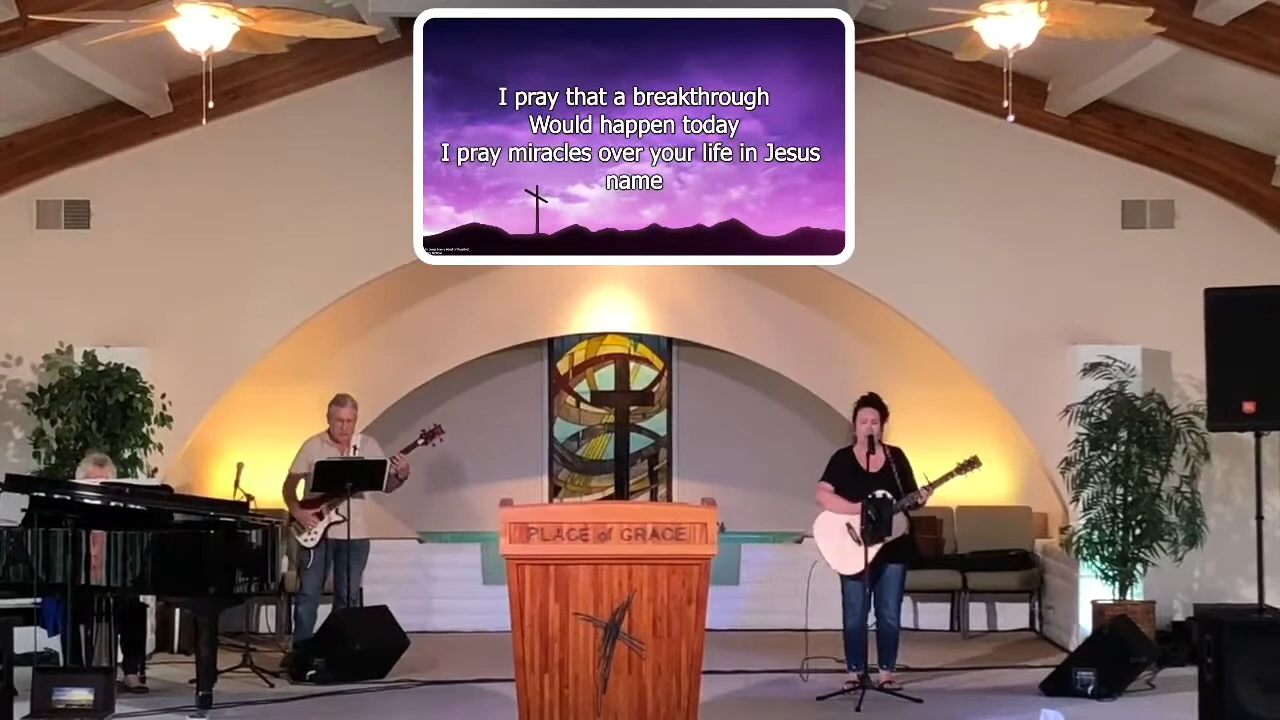 I pray that a breakthrough
Would happen today
I pray miracles over your life in Jesus
name
PLACE of GRACE